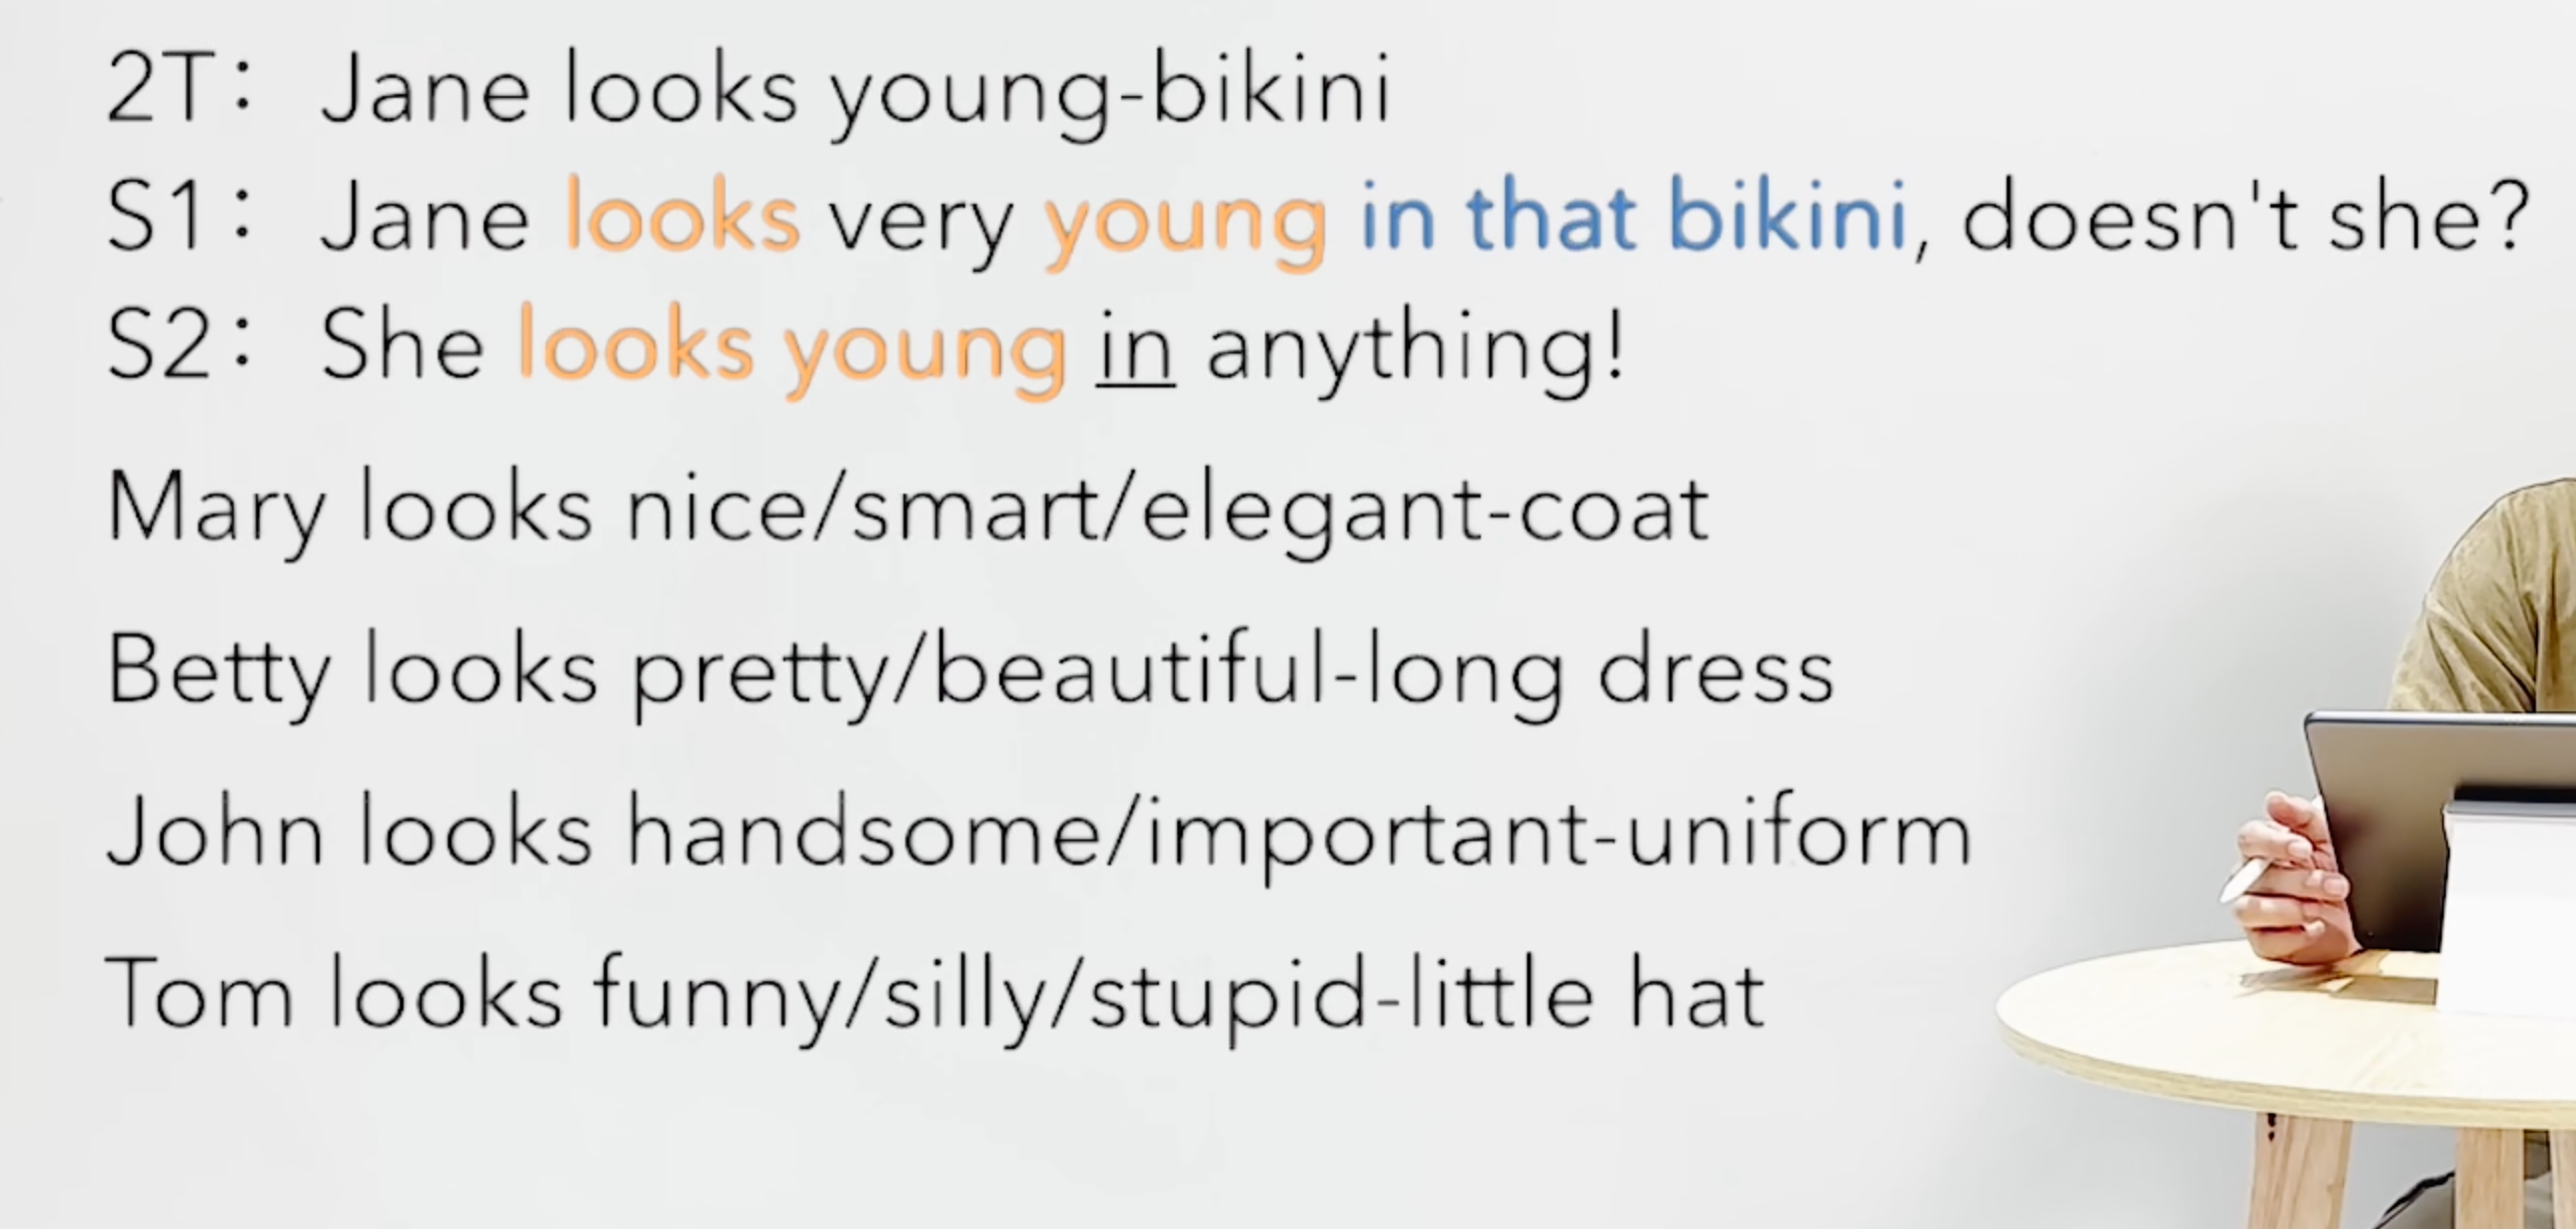 2T: Jane looks young-bikini
S1: Jane looks very young in that bikini, doesn't she?
S2: She looks young in anything!
Mary looks nice/smart/elegant-coat
Betty looks pretty/beautiful-long dress
John looks handsome/important-uniform
Tom looks funny/silly/stupid-little hat